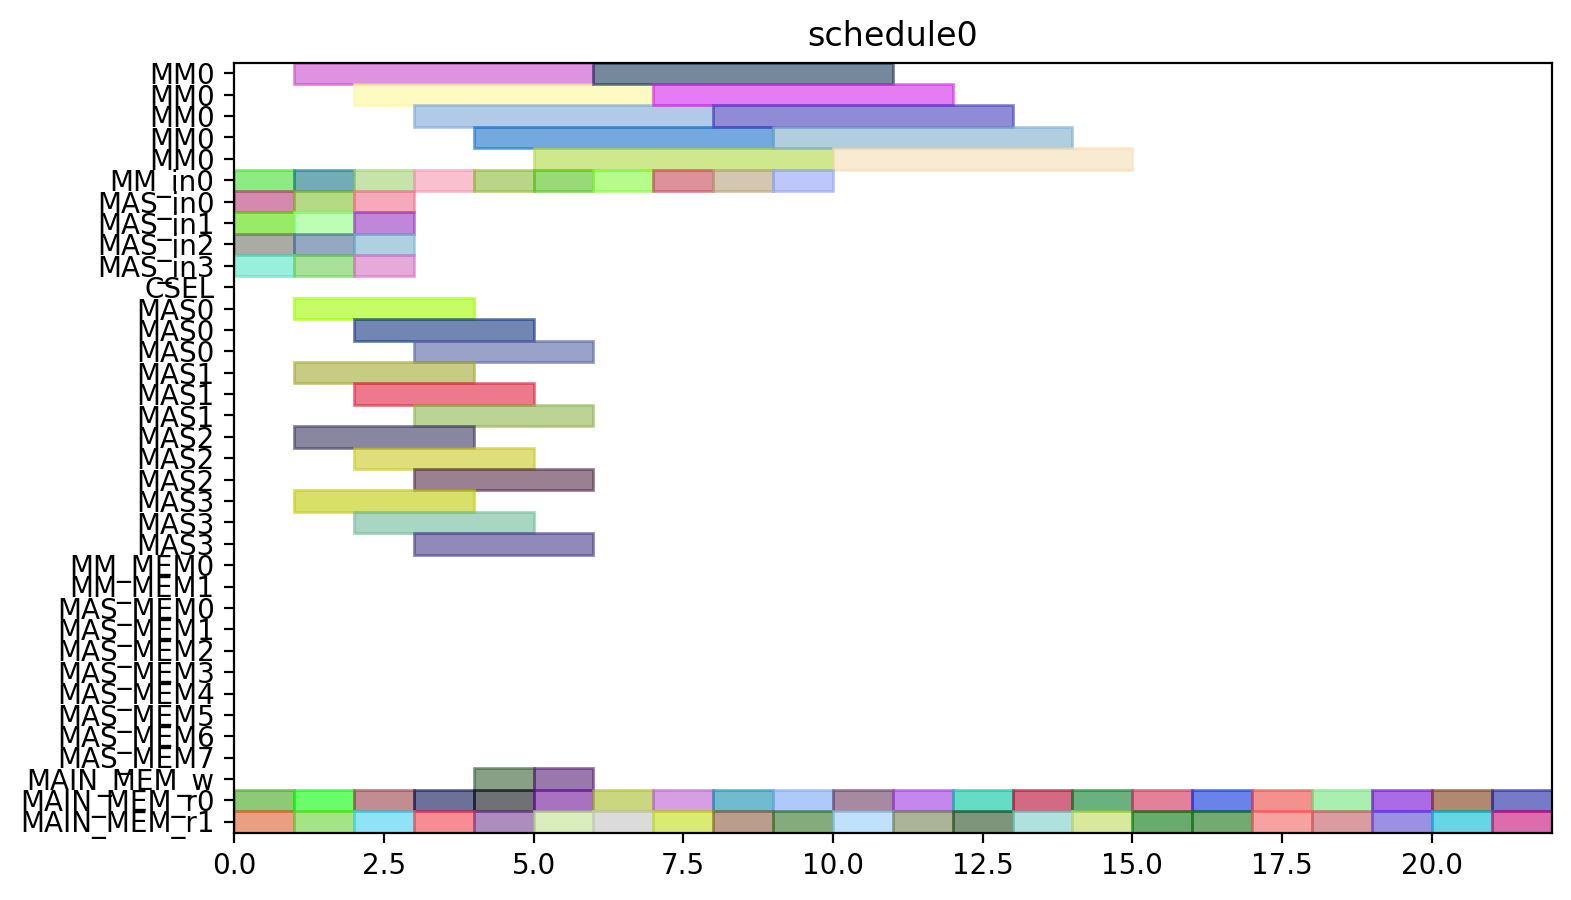 schedule0
MM0
MM0
MM0
MM0
MM0
MM_in0
MAS_in0
MAS_in1
MAS_in2
MAS_in3
CSEL
MAS0
MAS0
MAS0
MAS1
MAS1
MAS1
MAS2
MAS2
MAS2
MAS3
MAS3
MAS3
MM_MEM0
MM_MEM1
MAS_MEM0
MAS_MEM1
MAS_MEM2
MAS_MEM3
MAS_MEM4
MAS_MEM5
MAS_MEM6
MAS_MEM7
MAIN_MEM_w
MAIN_MEM_r0
MAIN_MEM_r1
0.0 2.5 5.0 7.5 10.0 12.5 15.0 17.5 20.0